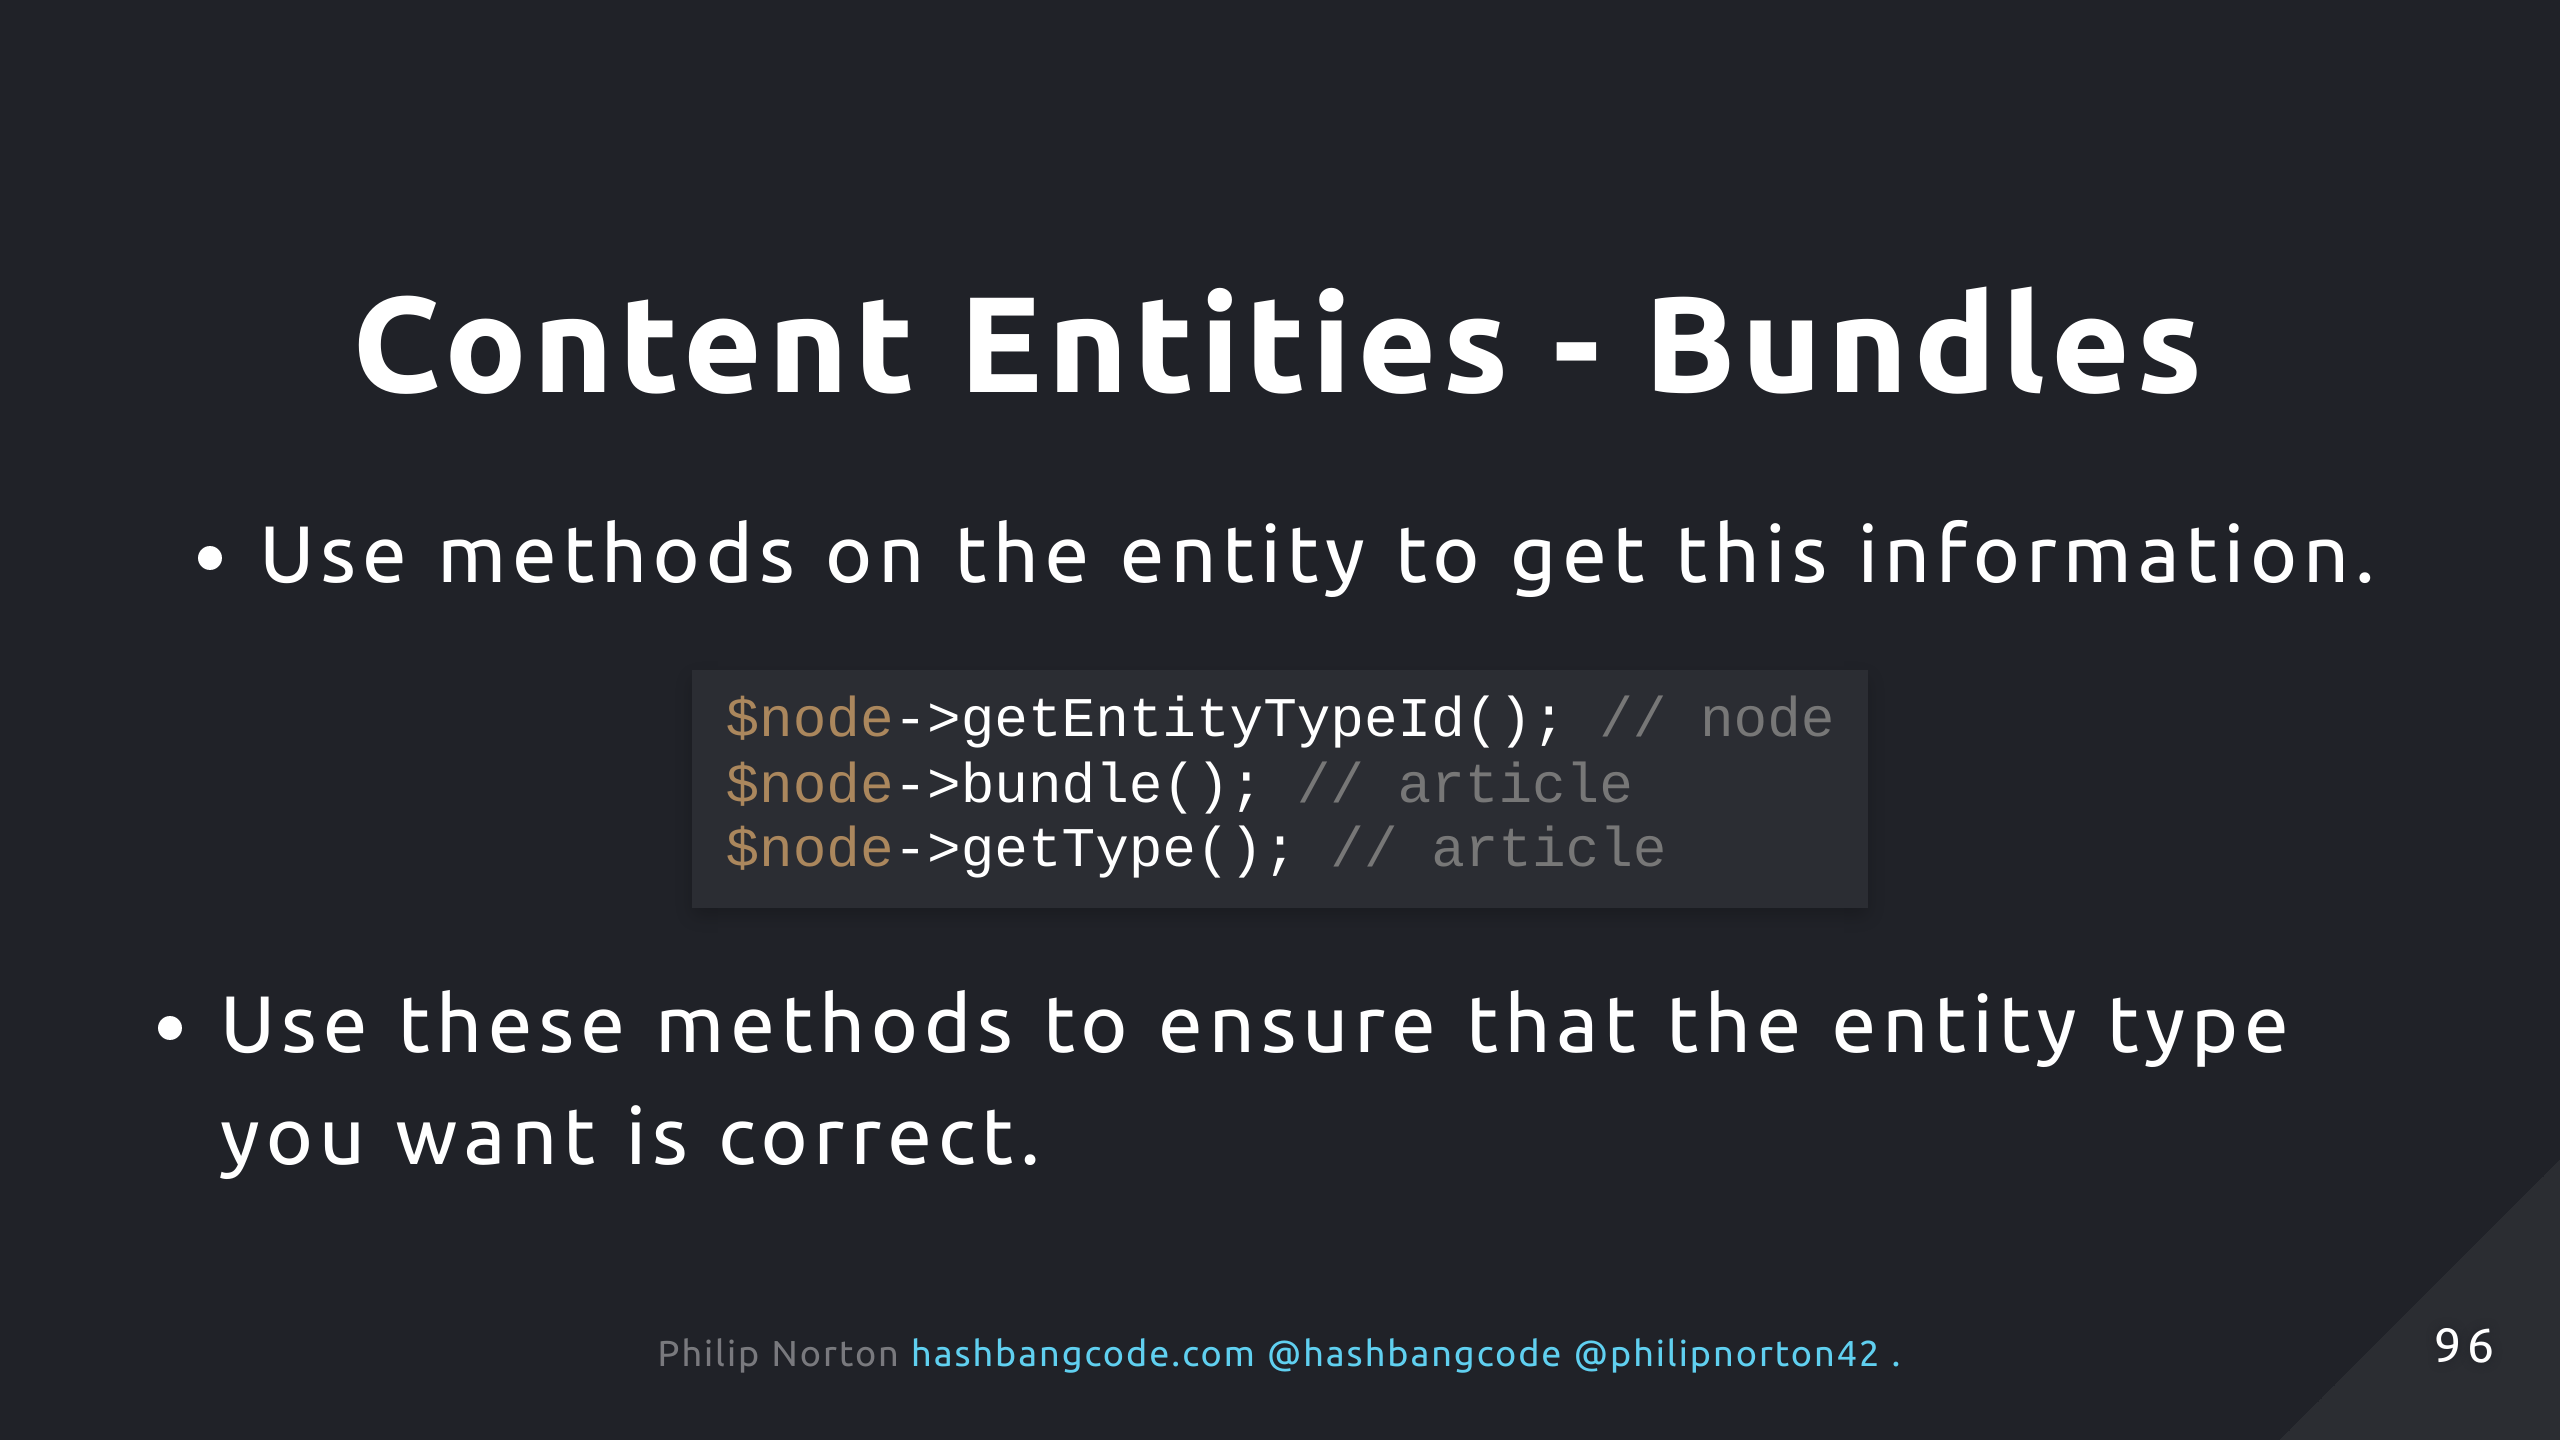 Content Entities - Bundles
• Use methods on the entity to get this information.
$node->getEntityTypeId(); // node
$node->bundle(); // article
$node->getType(); // article
• Use these methods to ensure that the entity type
you want is correct.
Philip Norton hashbangcode.com @hashbangcode @philipnorton42 .
96